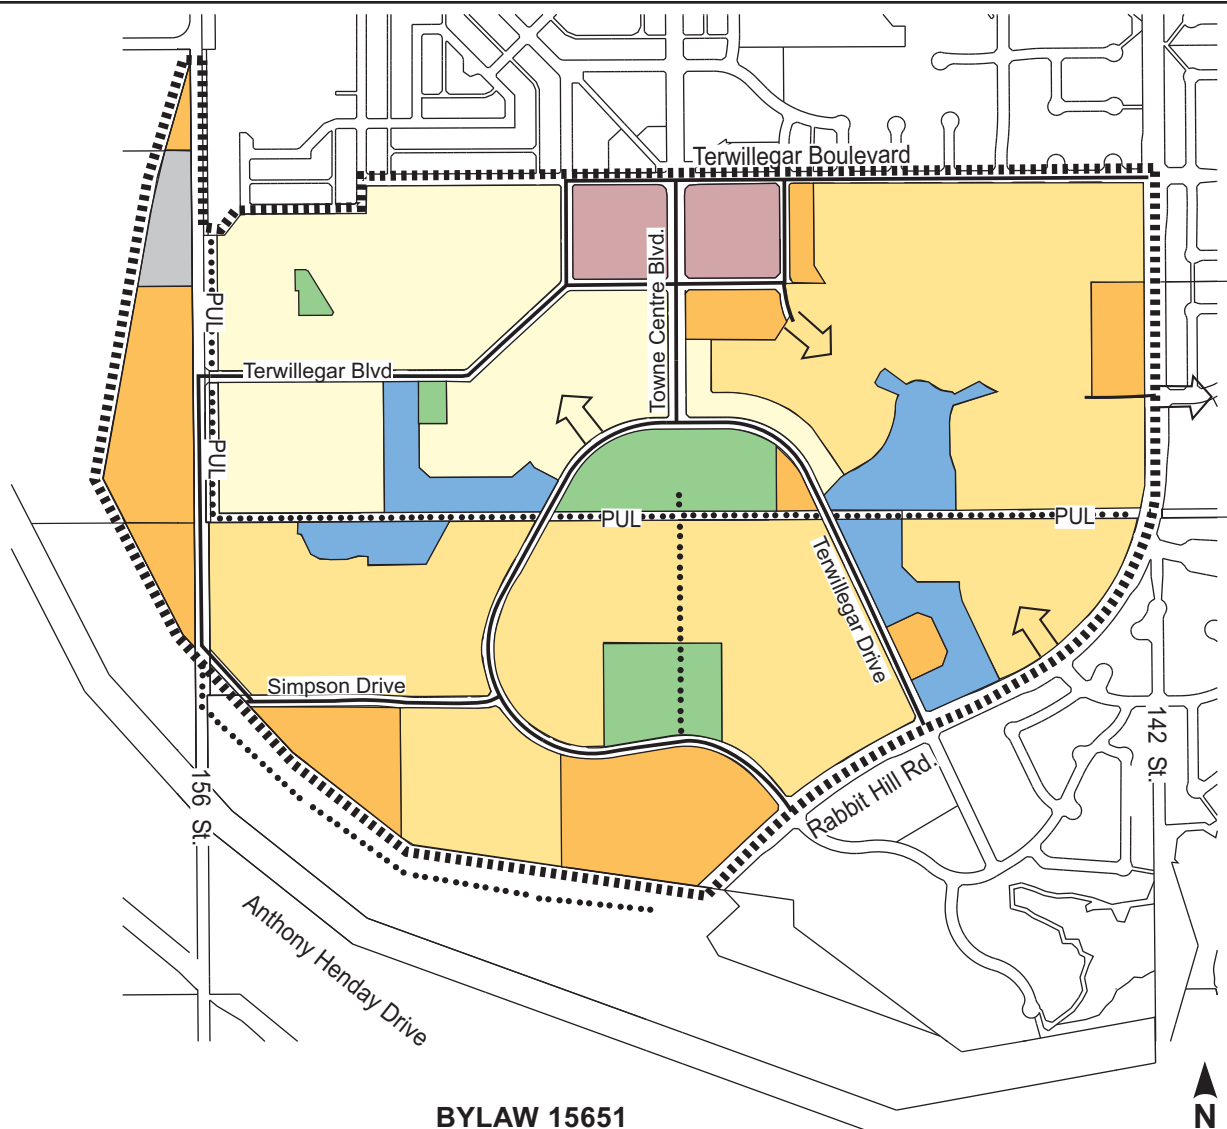 Terwillegar Boulevard
Towne Centre Blvd.
PUL
Terwillegar Blvd
PUL
PUL
PUL
Terwillegar Drive
Simpson Drive
142 St.
156 St.
Rabbit Hill Rd.
Anthony Henday Drive
N
BYLAW 15651